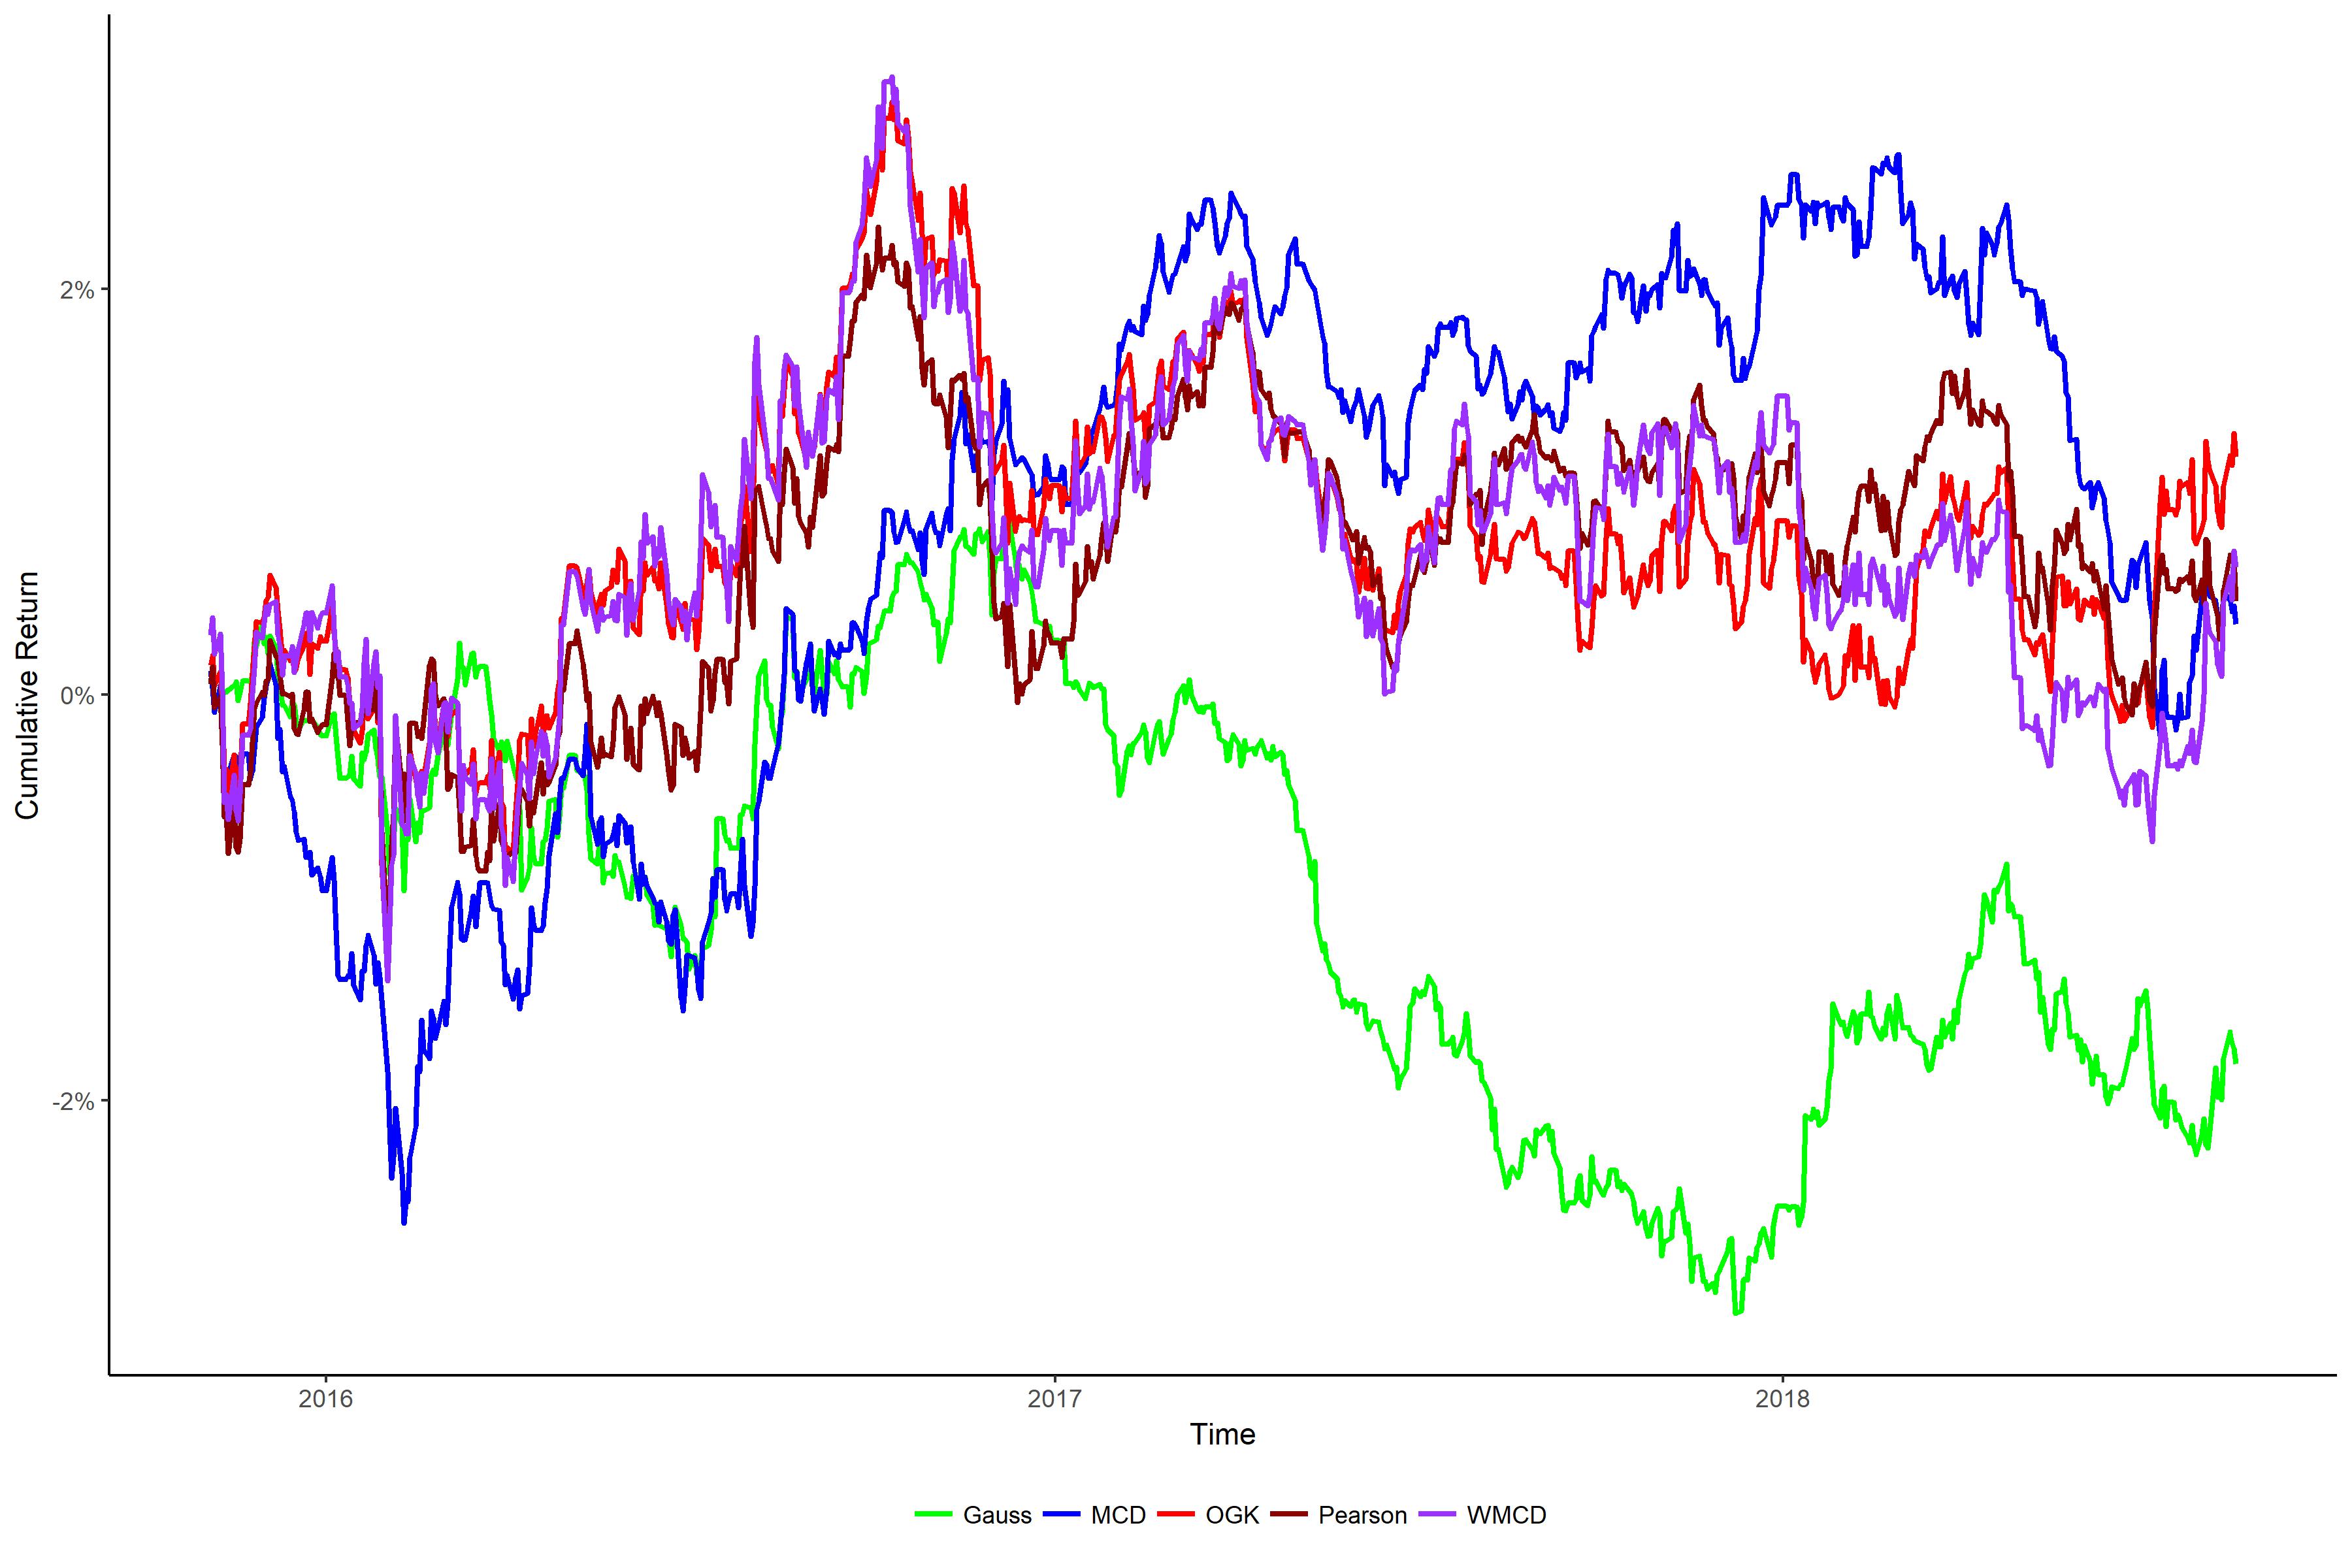 Cumulative Return
2%
0%
-2%
2016 2017 2018
Time
Gauss MCD OGK Pearson WMCD